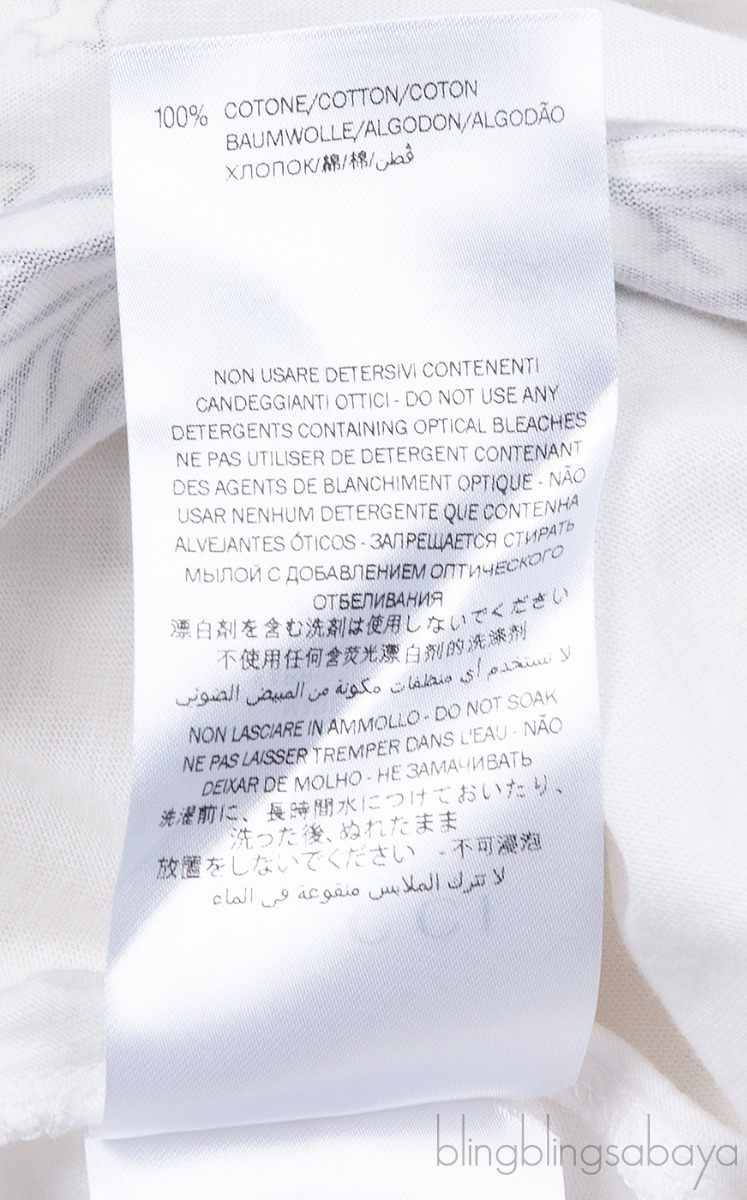 100% COTONE/COTTON/COTON
BAUMWOLLE/ALGODON/ALGODÃO
ХЛОПОК/綿/棉/قُطن
NON USARE DETERSIVI CONTENENTI
CANDEGGIANTI OTTICI - DO NOT USE ANY
DETERGENTS CONTAINING OPTICAL BLEACHES
NE PAS UTILISER DE DETERGENT CONTENANT
DES AGENTS DE BLANCHIMENT OPTIQUE - NÃO
USAR NENHUM DETERGENTE QUE CONTENHA
ALVEJANTES ÓTICOS - ЗАПРЕЩАЕТСЯ СТИРАТЬ
МЫЛОЙ С ДОБАВЛЕНИЕМ ОПТИЧЕСКОГО
ОТБЕЛИВАНИЯ
漂白剤を含む洗剤は使用しないでください
不使用任何含荧光漂白剂的洗涤剂
لا تستخدم أي منظفات مكونة من المبيض الضوئي
NON LASCIARE IN AMMOLLO - DO NOT SOAK
NE PAS LAISSER TREMPER DANS L'EAU - NÃO
DEIXAR DE MOLHO - НЕ ЗАМАЧИВАТЬ
洗濯前に、長時間水につけておいたり、
洗った後、ぬれたまま
放置をしないでください - 不可浸泡
لا تترك الملابس منقوعة في الماء
blingblingsabaya